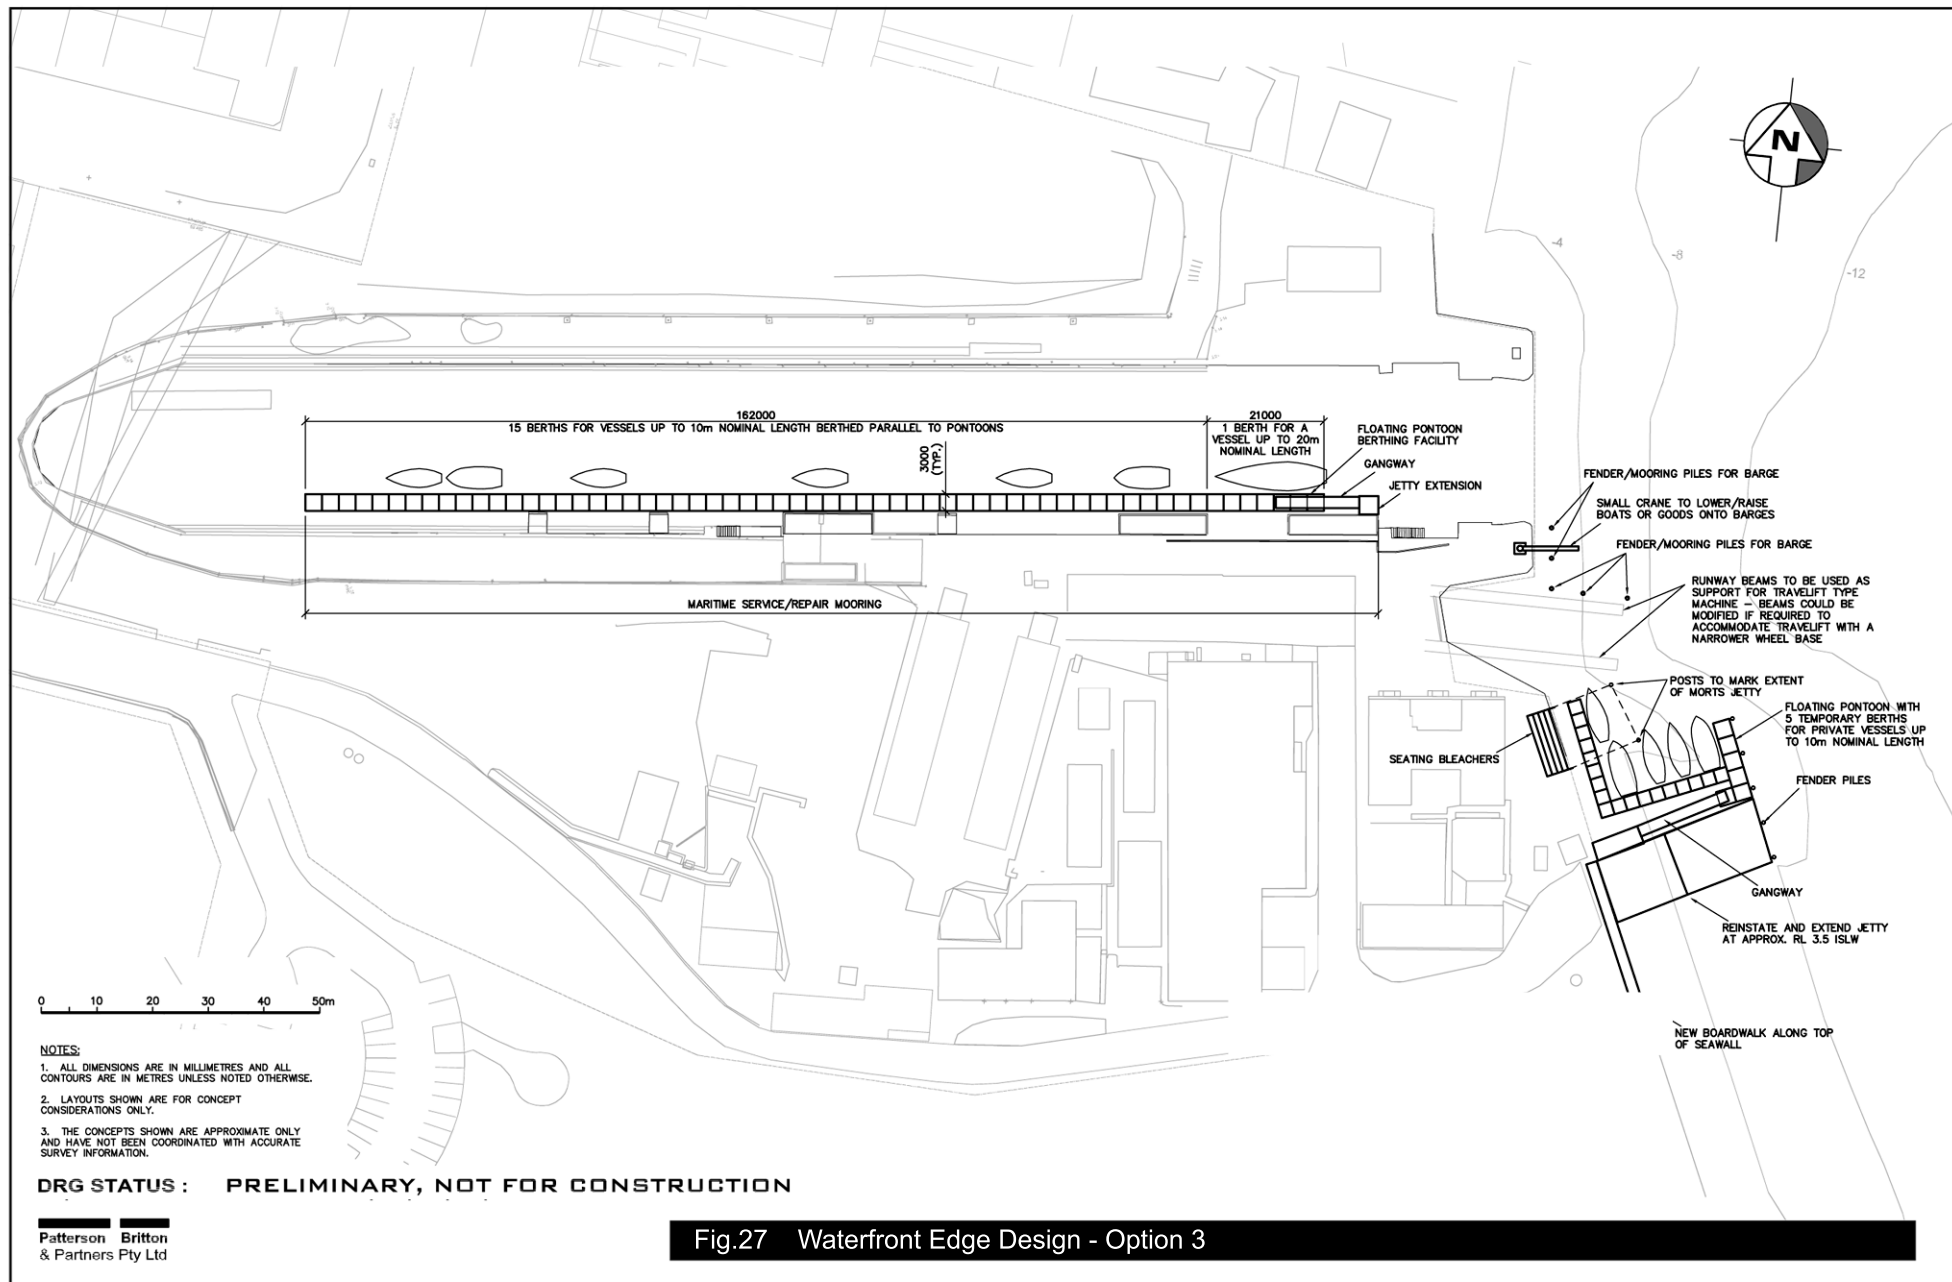 N
-4
-8
-12
162000
15 BERTHS FOR VESSELS UP TO 10m NOMINAL LENGTH BERTHED PARALLEL TO PONTOONS
21000
1 BERTH FOR A
VESSEL UP TO 20m
NOMINAL LENGTH
3000
(TYP.)
FLOATING PONTOON
BERTHING FACILITY
GANGWAY
JETTY EXTENSION
FENDER/MOORING PILES FOR BARGE
SMALL CRANE TO LOWER/RAISE
BOATS OR GOODS ONTO BARGES
FENDER/MOORING PILES FOR BARGE
RUNWAY BEAMS TO BE USED AS
SUPPORT FOR TRAVELIFT TYPE
MACHINE – BEAMS COULD BE
MODIFIED IF REQUIRED TO
ACCOMMODATE TRAVELIFT WITH A
NARROWER WHEEL BASE
MARITIME SERVICE/REPAIR MOORING
POSTS TO MARK EXTENT
OF MORTS JETTY
FLOATING PONTOON WITH
5 TEMPORARY BERTHS
FOR PRIVATE VESSELS UP
TO 10m NOMINAL LENGTH
SEATING BLEACHERS
FENDER PILES
GANGWAY
REINSTATE AND EXTEND JETTY
AT APPROX. RL 3.5 ISLW
NEW BOARDWALK ALONG TOP
OF SEAWALL
0 10 20 30 40 50m
NOTES:
1. ALL DIMENSIONS ARE IN MILLIMETRES AND ALL
CONTOURS ARE IN METRES UNLESS NOTED OTHERWISE.
2. LAYOUTS SHOWN ARE FOR CONCEPT
CONSIDERATIONS ONLY.
3. THE CONCEPTS SHOWN ARE APPROXIMATE ONLY
AND HAVE NOT BEEN COORDINATED WITH ACCURATE
SURVEY INFORMATION.
DRG STATUS : PRELIMINARY, NOT FOR CONSTRUCTION
Patterson Britton
& Partners Pty Ltd
Fig.27 Waterfront Edge Design - Option 3